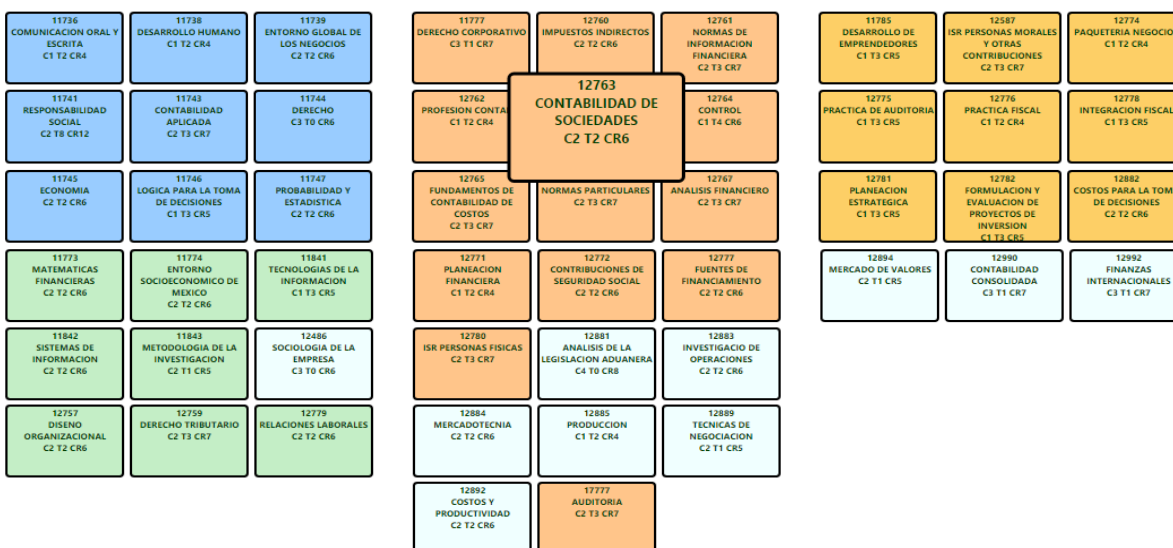 11736
COMUNICACION ORAL Y
ESCRITA
C1 T2 CR4
11738
DESARROLLO HUMANO
C1 T2 CR4
11739
ENTORNO GLOBAL DE
LOS NEGOCIOS
C2 T2 CR6
11741
RESPONSABILIDAD
SOCIAL
C2 T8 CR12
11743
CONTABILIDAD
APLICADA
C2 T3 CR7
11744
DERECHO
C3 T0 CR6
11745
ECONOMIA
C2 T2 CR6
11746
LOGICA PARA LA TOMA
DE DECISIONES
C1 T3 CR5
11747
PROBABILIDAD Y
ESTADISTICA
C2 T2 CR6
11773
MATEMATICAS
FINANCIERAS
C2 T2 CR6
11774
ENTORNO
SOCIOECONOMICO DE
MEXICO
C2 T2 CR6
11841
TECNOLOGIAS DE LA
INFORMACION
C1 T3 CR5
11842
SISTEMAS DE
INFORMACION
C2 T2 CR6
11843
METODOLOGIA DE LA
INVESTIGACION
C2 T1 CR5
12486
SOCIOLOGIA DE LA
EMPRESA
C3 T0 CR6
12757
DISENO
ORGANIZACIONAL
C2 T2 CR6
12759
DERECHO TRIBUTARIO
C2 T3 CR7
12779
RELACIONES LABORALES
C2 T2 CR6
11777
DERECHO CORPORATIVO
C3 T1 CR7
12760
IMPUESTOS INDIRECTOS
C2 T2 CR6
12761
NORMAS DE
INFORMACION
FINANCIERA
C2 T3 CR7
12762
PROFESION CONTA
C1 T2 CR4
12763
CONTABILIDAD DE
SOCIEDADES
C2 T2 CR6
12764
CONTROL
C1 T4 CR6
12765
FUNDAMENTOS DE
CONTABILIDAD DE
COSTOS
C2 T3 CR7
NORMAS PARTICULARES
C2 T3 CR7
12767
ANALISIS FINANCIERO
C2 T3 CR7
12771
PLANEACION
FINANCIERA
C1 T2 CR4
12772
CONTRIBUCIONES DE
SEGURIDAD SOCIAL
C2 T2 CR6
12777
FUENTES DE
FINANCIAMIENTO
C2 T2 CR6
12780
ISR PERSONAS FISICAS
C2 T3 CR7
12881
ANALISIS DE LA
LEGISLACION ADUANERA
C4 T0 CR8
12883
INVESTIGACIO DE
OPERACIONES
C2 T2 CR6
12884
MERCADOTECNIA
C2 T2 CR6
12885
PRODUCCION
C1 T2 CR4
12889
TECNICAS DE
NEGOCIACION
C2 T1 CR5
12892
COSTOS Y
PRODUCTIVIDAD
C2 T2 CR6
17777
AUDITORIA
C2 T3 CR7
11785
DESARROLLO DE
EMPRENDEDORES
C1 T3 CR5
12587
ISR PERSONAS MORALES
Y OTRAS
CONTRIBUCIONES
C2 T3 CR7
12774
PAQUETERIA NEGOCIO
C1 T2 CR4
12775
PRACTICA DE AUDITORIA
C1 T3 CR5
12776
PRACTICA FISCAL
C1 T2 CR4
12778
INTEGRACION FISCAL
C1 T3 CR5
12781
PLANEACION
ESTRATEGICA
C1 T3 CR5
12782
FORMULACION Y
EVALUACION DE
PROYECTOS DE
INVERSION
C1 T3 CR5
12882
COSTOS PARA LA TOM
DE DECISIONES
C2 T2 CR6
12894
MERCADO DE VALORES
C2 T1 CR5
12990
CONTABILIDAD
CONSOLIDADA
C3 T1 CR7
12992
FINANZAS
INTERNACIONALES
C3 T1 CR7